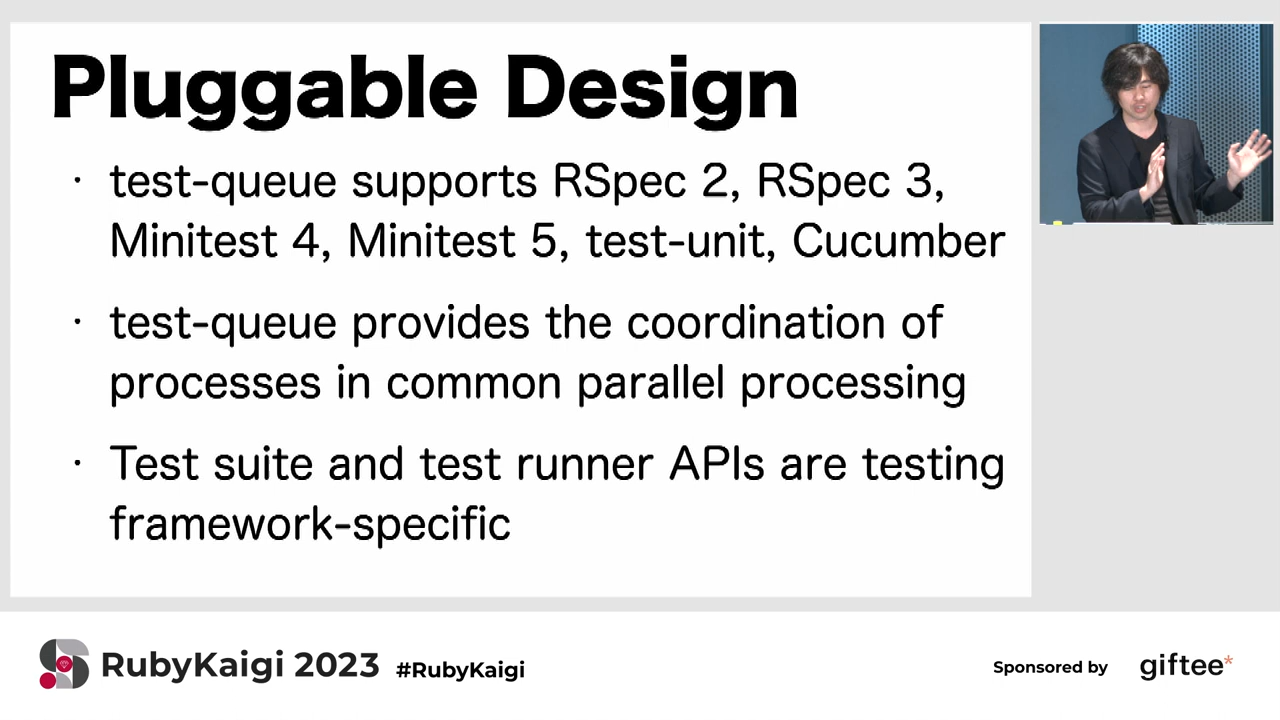 Pluggable Design
・ test-queue supports RSpec 2, RSpec 3,
Minitest 4, Minitest 5, test-unit, Cucumber
・ test-queue provides the coordination of
processes in common parallel processing
・ Test suite and test runner APIs are testing
framework-specific
RubyKaigi 2023 #RubyKaigi
Sponsored by giftee*